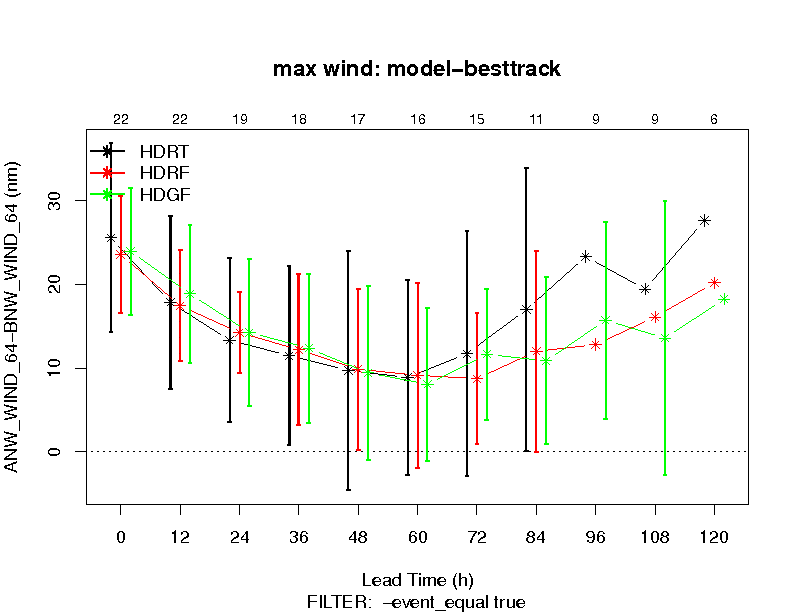 max wind: model-besttrack
22 22 19 18 17 16 15 11 9 9 6
HDRT
HDRF
HDGF
ANW_WIND_64-BNW_WIND_64 (nm)
30
20
10
0
0 12 24 36 48 60 72 84 96 108 120
Lead Time (h)
FILTER: -event_equal true